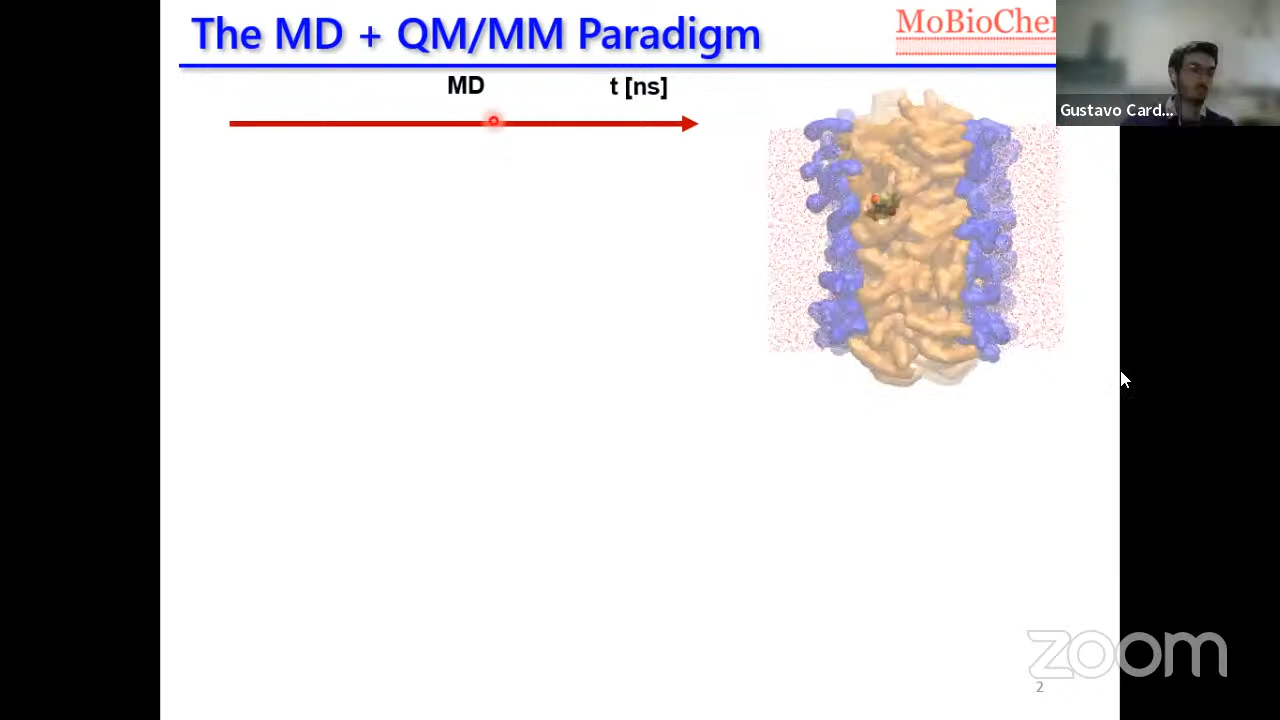 The MD + QM/MM Paradigm
MoBioChe
MD t [ns]
Gustavo Card...
zoom
2